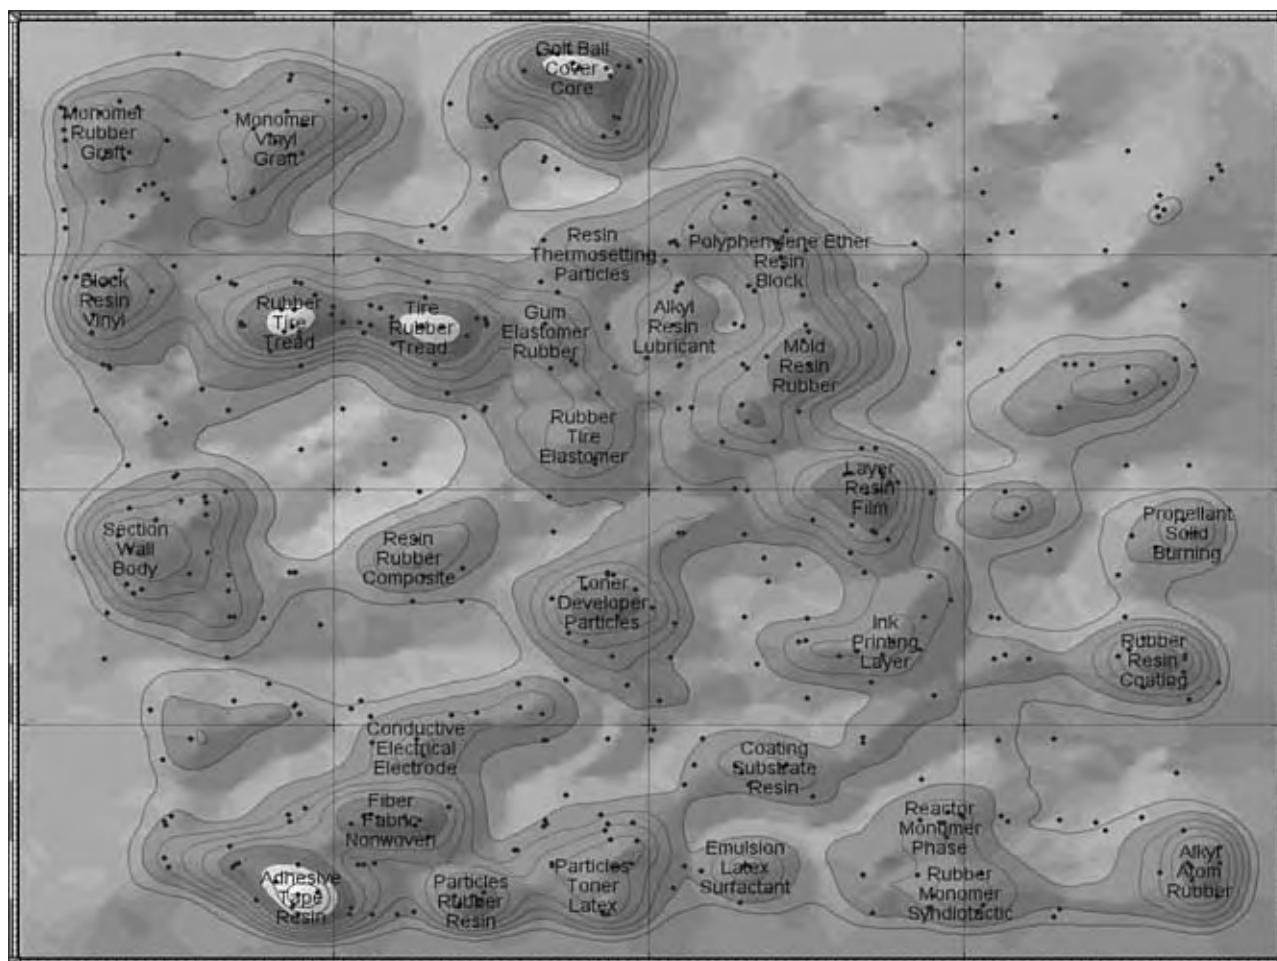 Golf Ball
Cover
Core
Monomer
Rubber
Graft
Monomer
Vinyl
Graft
Resin
Thermosetting
Particles
Polyphenylene Ether
Resin
Block
Block
Resin
Vinyl
Rubber
Tire
Tread
Tire
Rubber
Tread
Gum
Elastomer
Rubber
Alkyl
Resin
Lubricant
Mold
Resin
Rubber
Rubber
Tire
Elastomer
Layer
Resin
Film
Section
Wall
Body
Resin
Rubber
Composite
Propellant
Solid
Burning
Toner
Developer
Particles
Ink
Printing
Layer
Rubber
Resin
Coating
Conductive
Electrical
Electrode
Coating
Substrate
Resin
Fiber
Fabric
Nonwoven
Reactor
Monomer
Phase
Adhesive
Tape
Resin
Particles
Rubber
Resin
Particles
Toner
Latex
Emulsion
Latex
Surfactant
Rubber
Monomer
Syndiotactic
Alkyl
Atom
Rubber